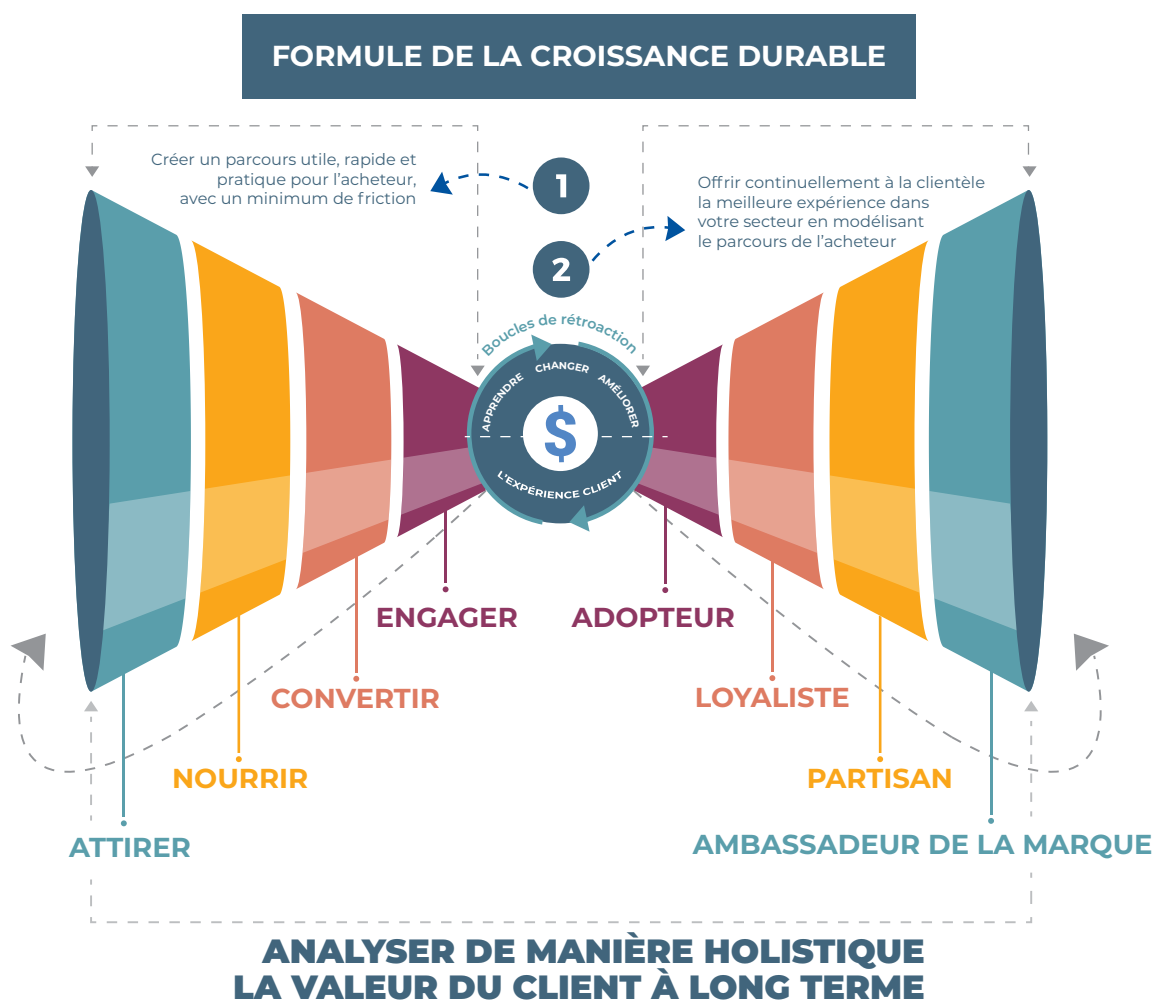 FORMULE DE LA CROISSANCE DURABLE
Créer un parcours utile, rapide et
pratique pour l'acheteur,
avec un minimum de friction
1
Offrir continuellement à la clientèle
la meilleure expérience dans
votre secteur en modélisant
le parcours de l'acheteur
2
Boucles de rétroaction
APPRENDRE CHANGER AMÉLIORER
$
L'EXPÉRIENCE CLIENT
ENGAGER
ADOPTEUR
CONVERTIR
LOYALISTE
NOURRIR
PARTISAN
ATTIRER
AMBASSADEUR DE LA MARQUE
ANALYSER DE MANIÈRE HOLISTIQUE
LA VALEUR DU CLIENT À LONG TERME